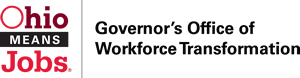 Ohio
MEANS
Jobs.®
Governor's Office of
Workforce Transformation